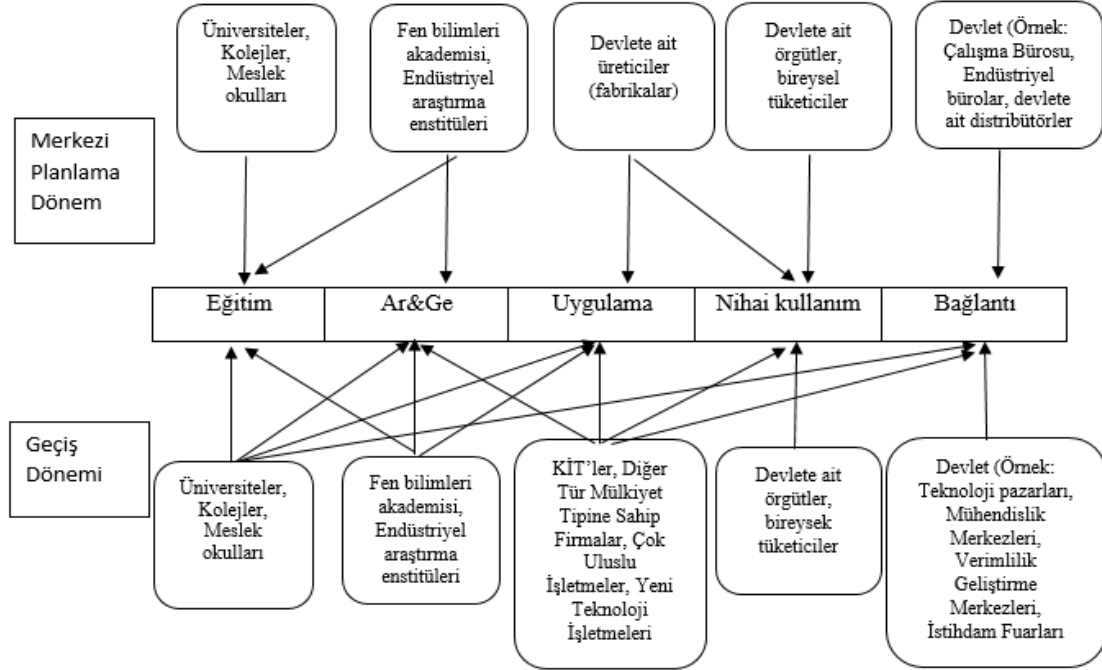 Üniversiteler,
Kolejler,
Meslek
okulları
Fen bilimleri
akademisi,
Endüstriyel
araştırma
enstitüleri
Devlete ait
üreticiler
(fabrikalar)
Devlete ait
örgütler,
bireysel
tüketiciler
Devlet (Örnek:
Çalışma Bürosu,
Endüstriyel
bürolar, devlete
ait distribütörler
Merkezi
Planlama
Dönem
Eğitim
Ar&Ge
Uygulama
Nihai kullanım
Bağlantı
Geçiş
Dönemi
Üniversiteler,
Kolejler,
Meslek
okulları
Fen bilimleri
akademisi,
Endüstriyel
araştırma
enstitüleri
KİT’ler, Diğer
Tür Mülkiyet
Tipine Sahip
Firmalar, Çok
Uluslu
İşletmeler, Yeni
Teknoloji
İşletmeleri
Devlete ait
örgütler,
bireysek
tüketiciler
Devlet (Örnek:
Teknoloji pazarları,
Mühendislik
Merkezleri,
Verimlilik
Geliştirme
Merkezleri,
İstihdam Fuarları